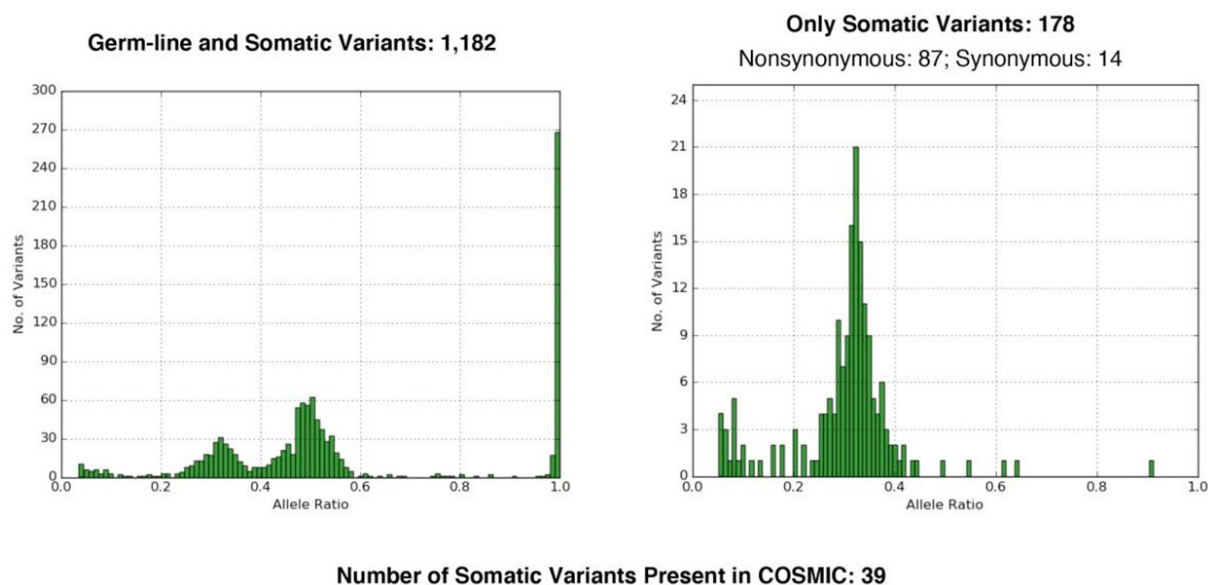 Germ-line and Somatic Variants: 1,182
300
270
240
210
180
150
120
90
60
30
0
No. of Variants
0.0 0.2 0.4 0.6 0.8 1.0
Allele Ratio
Only Somatic Variants: 178
Nonsynonymous: 87; Synonymous: 14
24
21
18
15
12
9
6
3
0
No. of Variants
0.0 0.2 0.4 0.6 0.8 1.0
Allele Ratio
Number of Somatic Variants Present in COSMIC: 39